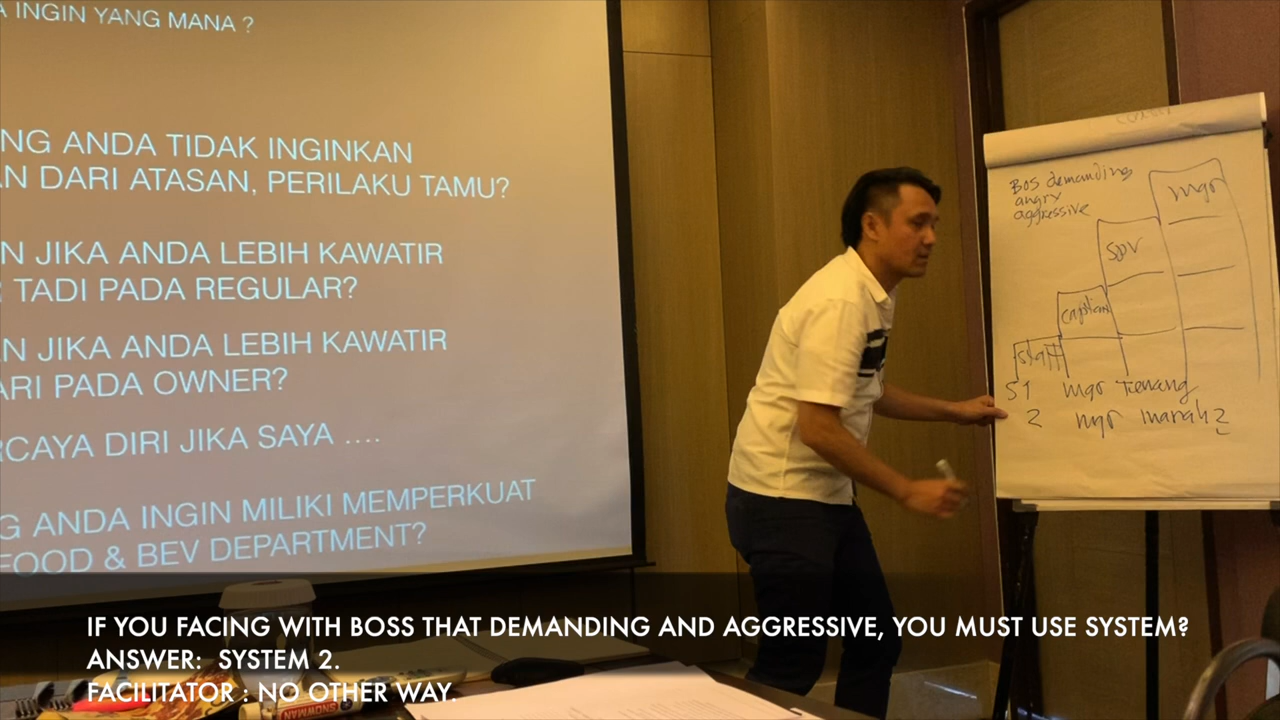 A INGIN YANG MANA ?
NG ANDA TIDAK INGINKAN
N DARI ATASAN, PERILAKU TAMU?
N JIKA ANDA LEBIH KAWATIR
TADI PADA REGULAR?
N JIKA ANDA LEBIH KAWATIR
ARI PADA OWNER?
RCAYA DIRI JIKA SAYA ....
G ANDA INGIN MILIKI MEMPERKUAT
FOOD & BEV DEPARTMENT?
BOS demanding
angry
aggressive
mgr
SPV
captain
staff
S1 mgr tenang
2 mgr marah2
SNOWMAN
IF YOU FACING WITH BOSS THAT DEMANDING AND AGGRESSIVE, YOU MUST USE SYSTEM?
ANSWER: SYSTEM 2.
FACILITATOR : NO OTHER WAY.